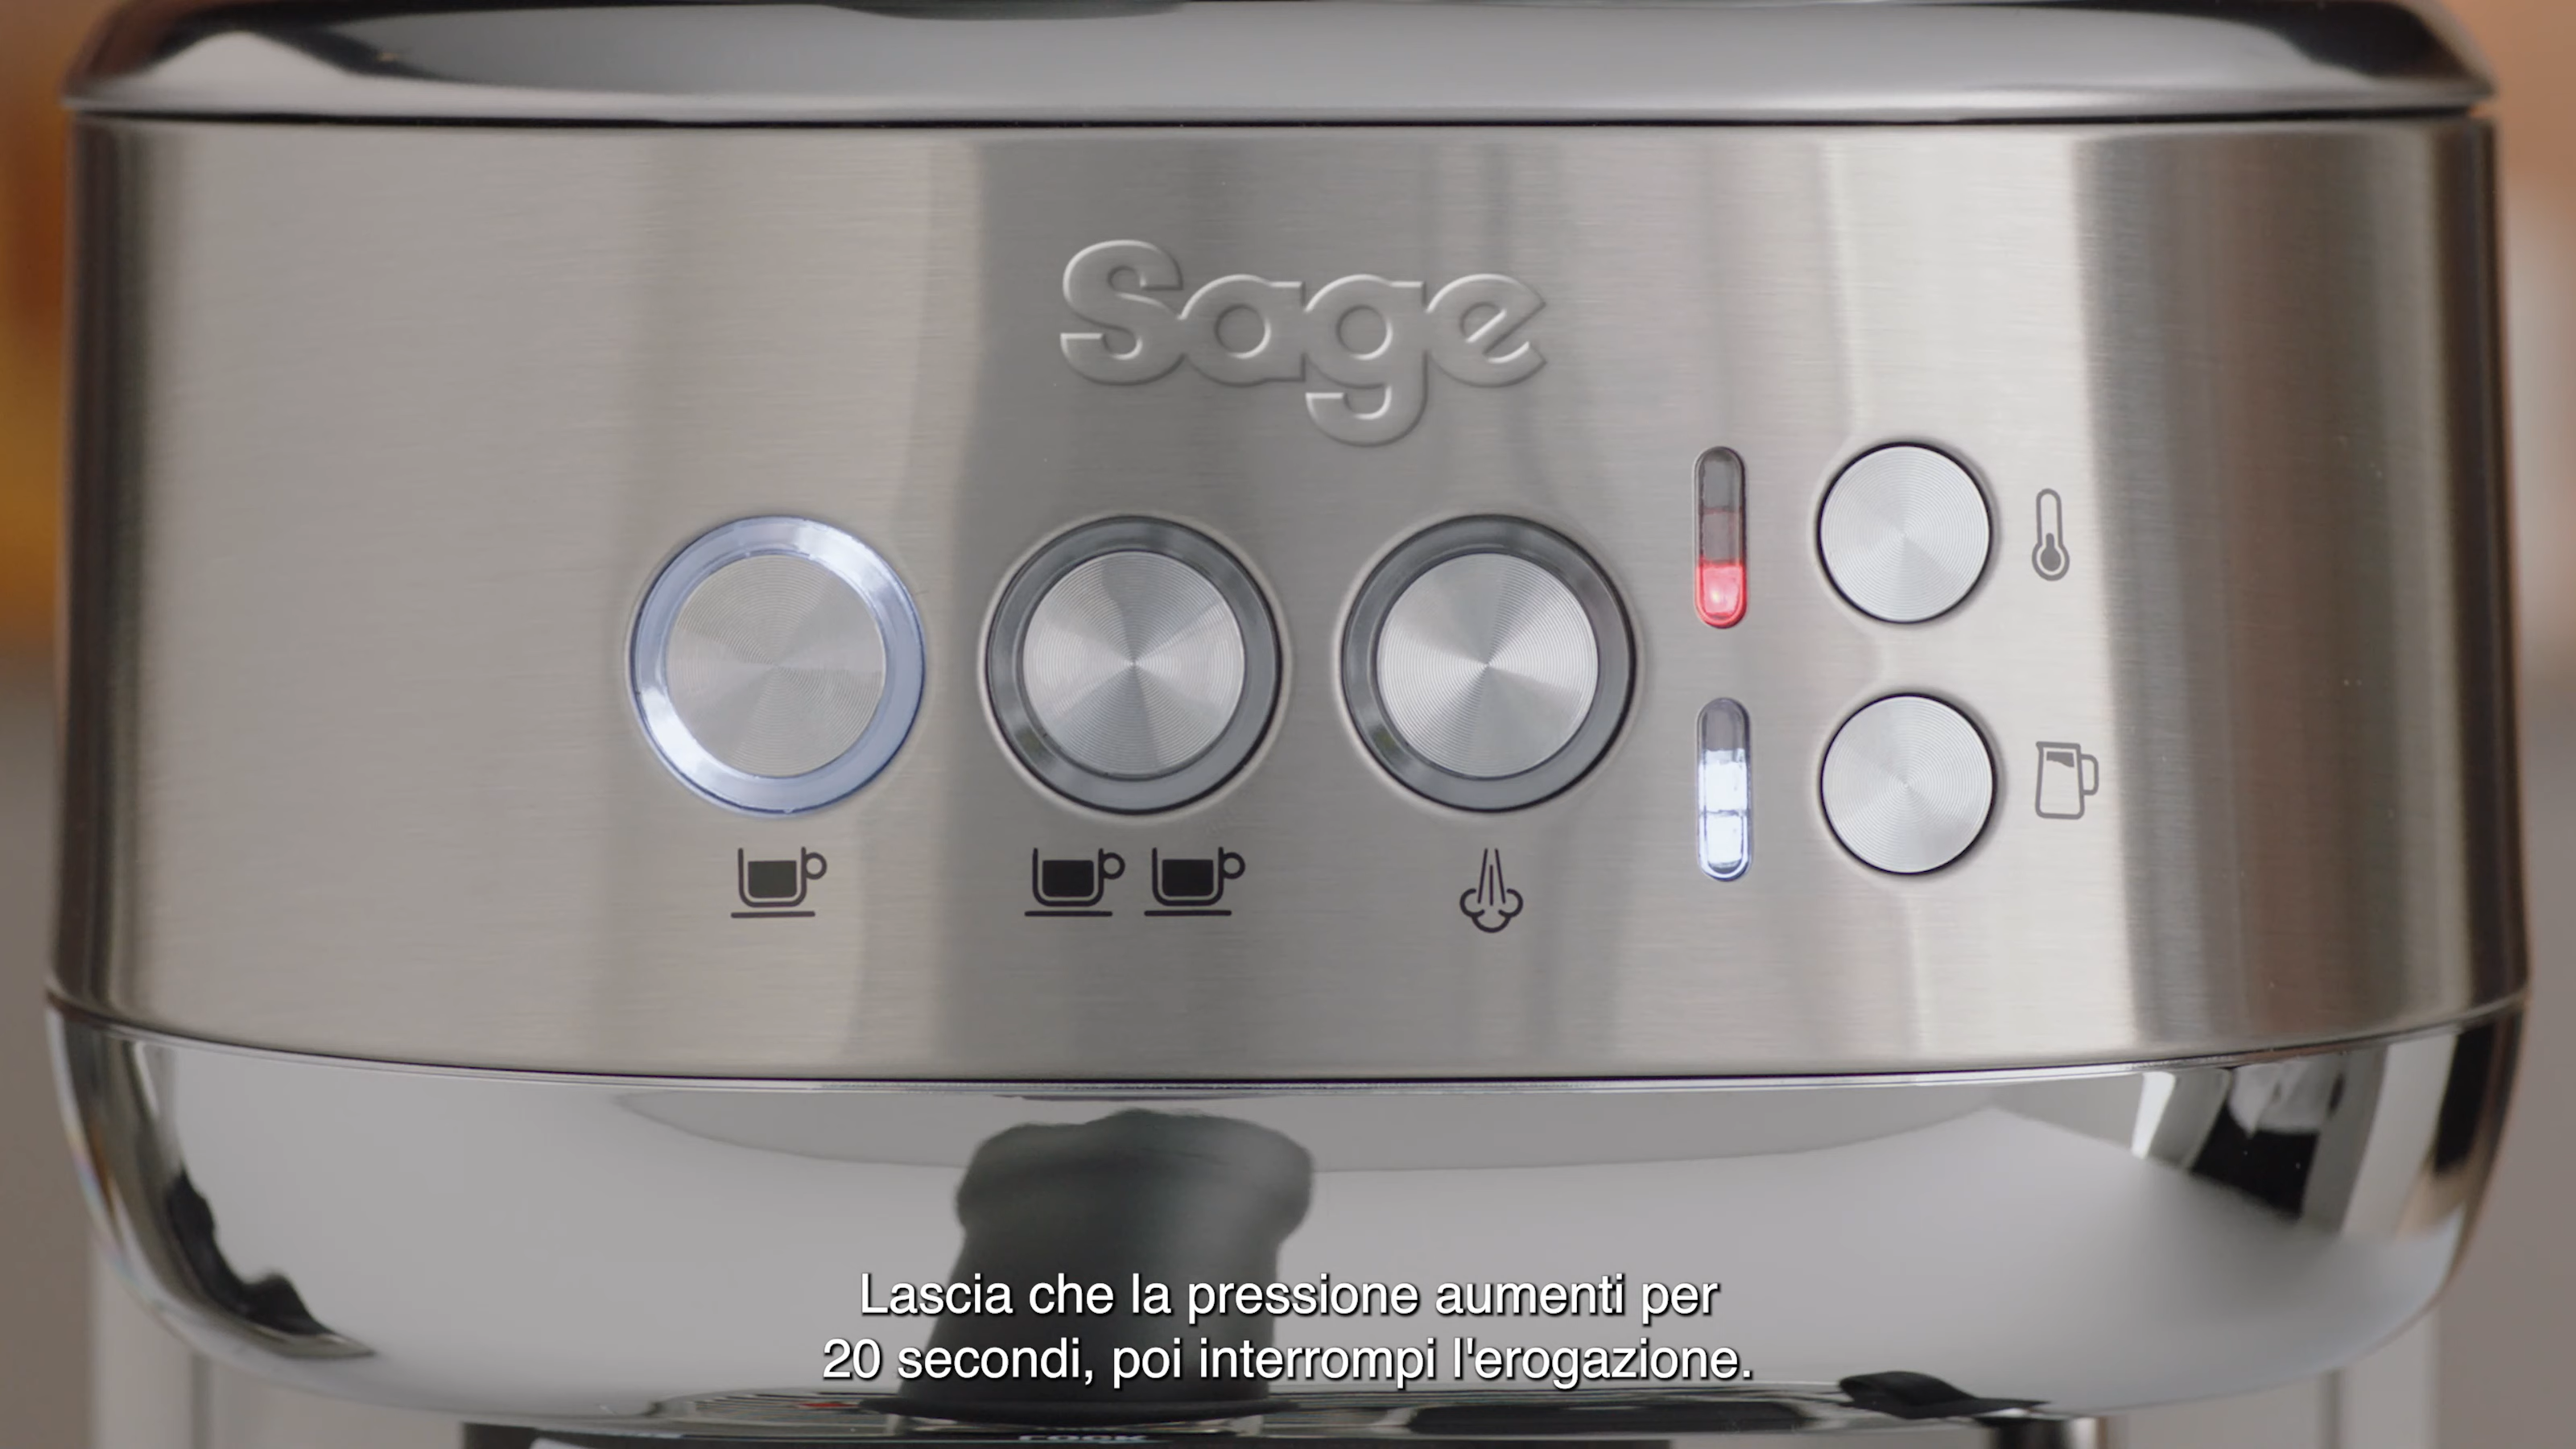 Sage
Lascia che la pressione aumenti per
20 secondi, poi interrompi l'erogazione.